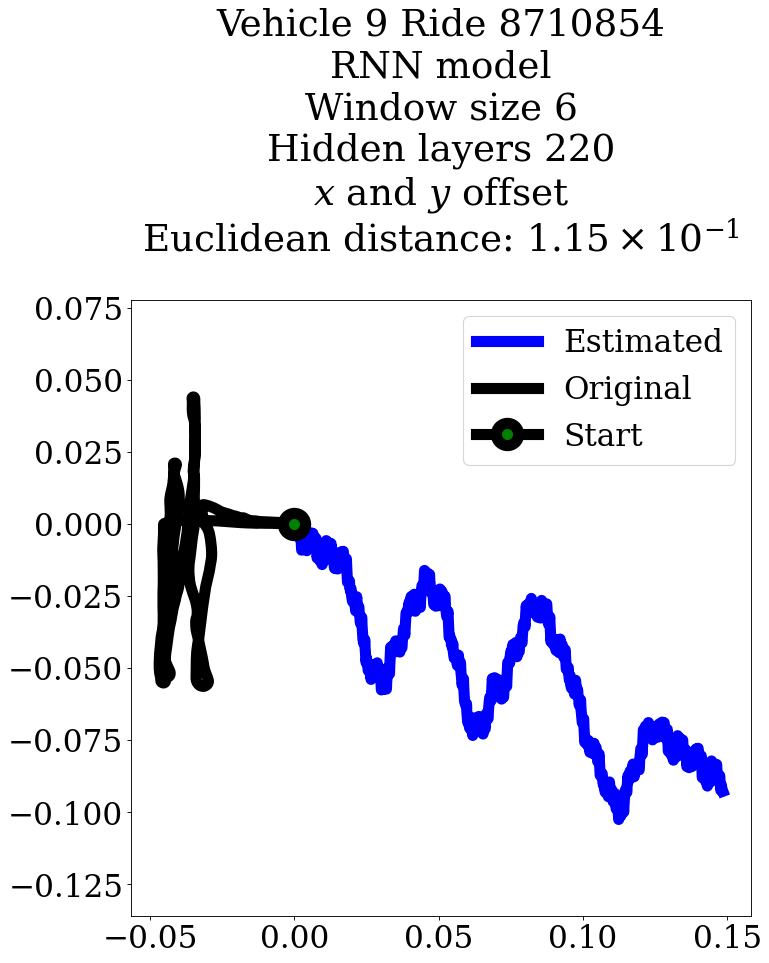 Vehicle 9 Ride 8710854
RNN model
Window size 6
Hidden layers 220
x and y offset
Euclidean distance: 1.15 × 10⁻¹
0.075
0.050
0.025
0.000
−0.025
−0.050
−0.075
−0.100
−0.125
Estimated
Original
Start
−0.05 0.00 0.05 0.10 0.15